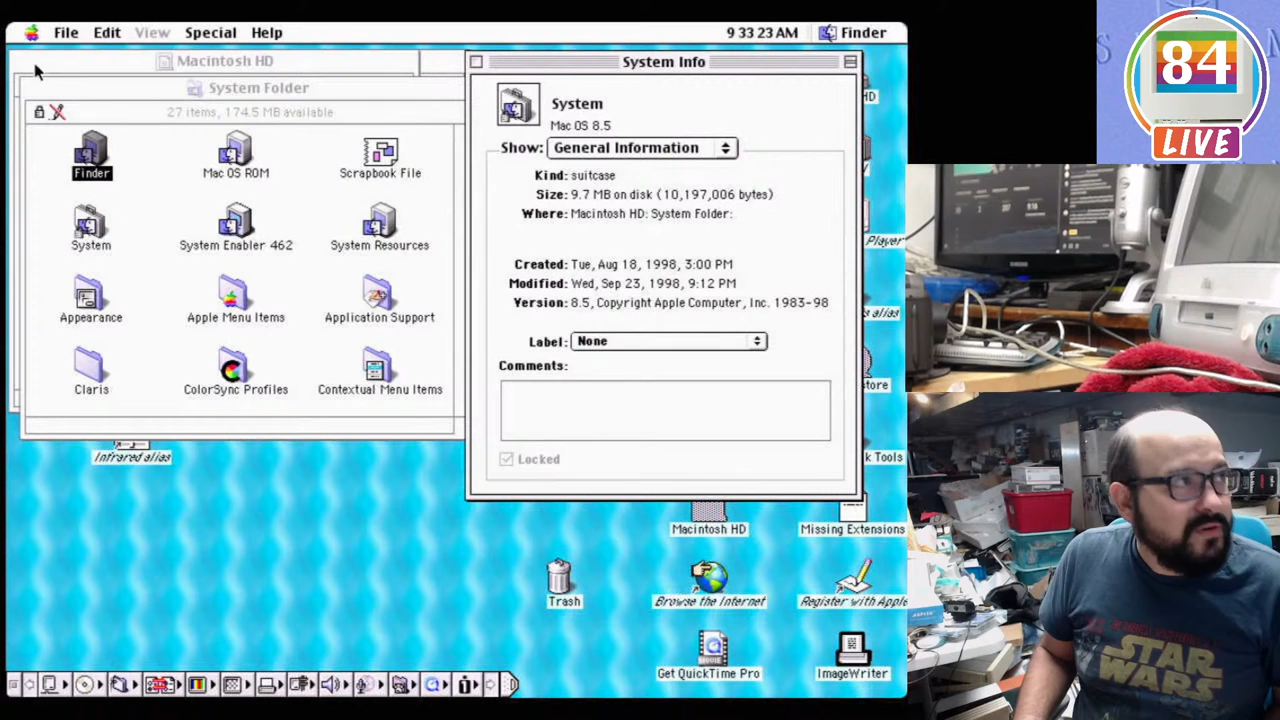 File Edit View Special Help
9 33 23 AM Finder
Macintosh HD
System Folder
27 items, 174.5 MB available
Finder
Mac OS ROM
Scrapbook File
System
System Enabler 462
System Resources
Appearance
Apple Menu Items
Application Support
Claris
ColorSync Profiles
Contextual Menu Items
Infrared alias
System Info
System
Mac OS 8.5
Show: General Information
Kind: suitcase
Size: 9.7 MB on disk (10,197,006 bytes)
Where: Macintosh HD: System Folder:
Created: Tue, Aug 18, 1998, 3:00 PM
Modified: Wed, Sep 23, 1998, 9:12 PM
Version: 8.5, Copyright Apple Computer, Inc. 1983-98
Label: None
Comments:
Locked
HD
Player
s alias
store
k Tools
Macintosh HD
Missing Extensions
Trash
Browse the Internet
Register with Apple
Get QuickTime Pro
ImageWriter
84
LIVE
STAR
WARS